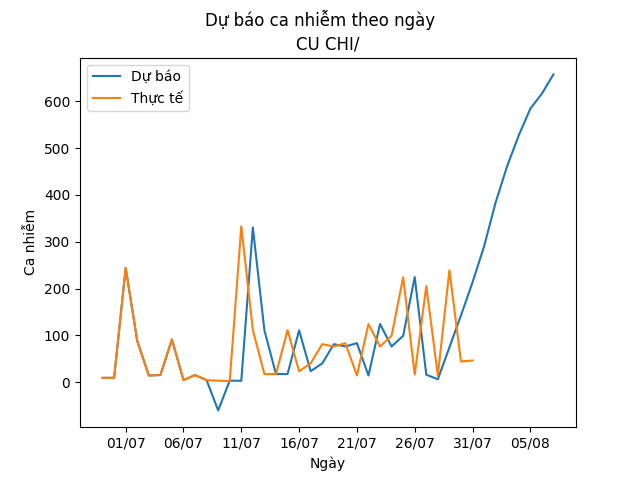 Dự báo ca nhiễm theo ngày
CU CHI/
Dự báo
Thực tế
Ca nhiễm
600
500
400
300
200
100
0
01/07 06/07 11/07 16/07 21/07 26/07 31/07 05/08
Ngày